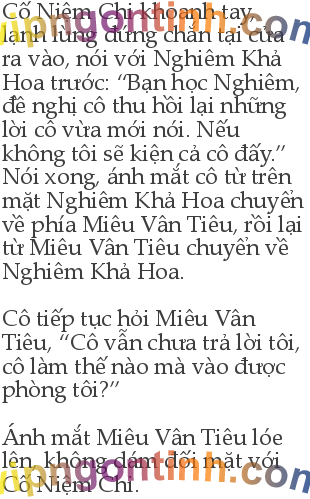 Cố Niệm Chi khoanh tay
lạnh lùng đứng chắn tại cửa
ra vào, nói với Nghiêm Khả
Hoa trước: “Bạn học Nghiêm,
đề nghị cô thu hồi lại những
lời cô vừa mới nói. Nếu
không tôi sẽ kiện cả cô đấy.”
Nói xong, ánh mắt cô từ trên
mặt Nghiêm Khả Hoa chuyển
về phía Miêu Vân Tiêu, rồi lại
từ Miêu Vân Tiêu chuyển về
Nghiêm Khả Hoa.
Cô tiếp tục hỏi Miêu Vân
Tiêu, “Cô vẫn chưa trả lời tôi,
cô làm thế nào mà vào được
phòng tôi?”
Ánh mắt Miêu Vân Tiêu lóe
lên, không dám đối mặt với
Cố Niệm Chi.
vipngontinh.com